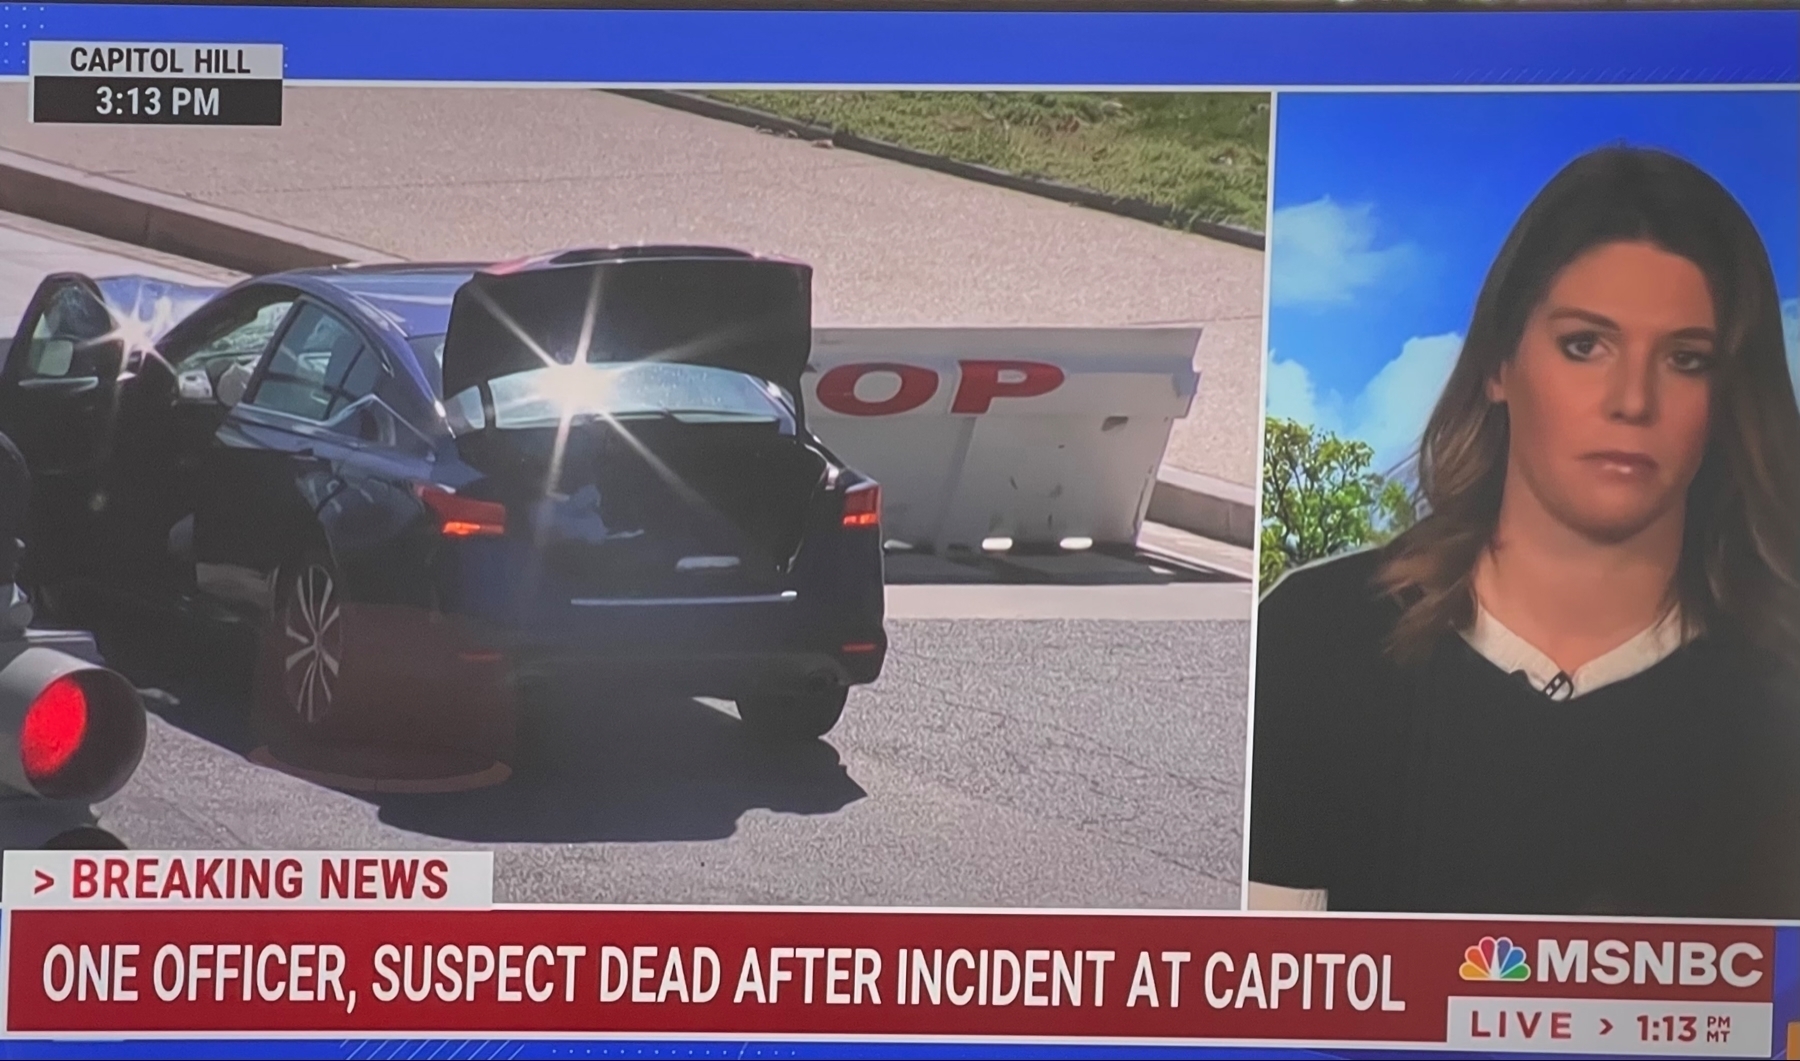 CAPITOL HILL
3:13 PM
OP
> BREAKING NEWS
ONE OFFICER, SUSPECT DEAD AFTER INCIDENT AT CAPITOL
MSNBC
LIVE > 1:13 PM MT